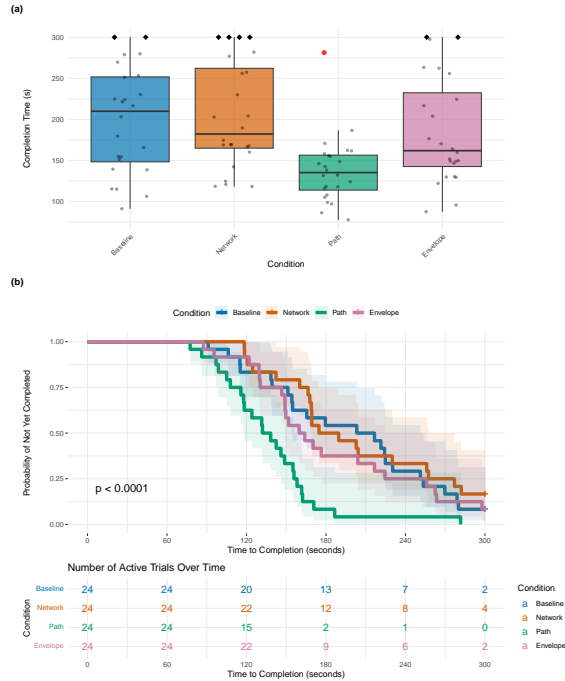 (a)
300
250
200
150
100
Completion Time (s)
Baseline
Network
Path
Envelope
Condition
(b)
Condition Baseline Network Path Envelope
1.00
0.75
0.50
0.25
0.00
Probability of Not Yet Completed
p < 0.0001
0 60 120 180 240 300
Time to Completion (seconds)
Number of Active Trials Over Time
Condition
Baseline 24 24 20 13 7 2
Network 24 24 22 12 8 4
Path 24 24 15 2 1 0
Envelope 24 24 22 9 6 2
0 60 120 180 240 300
Time to Completion (seconds)
Condition
a Baseline
a Network
a Path
a Envelope